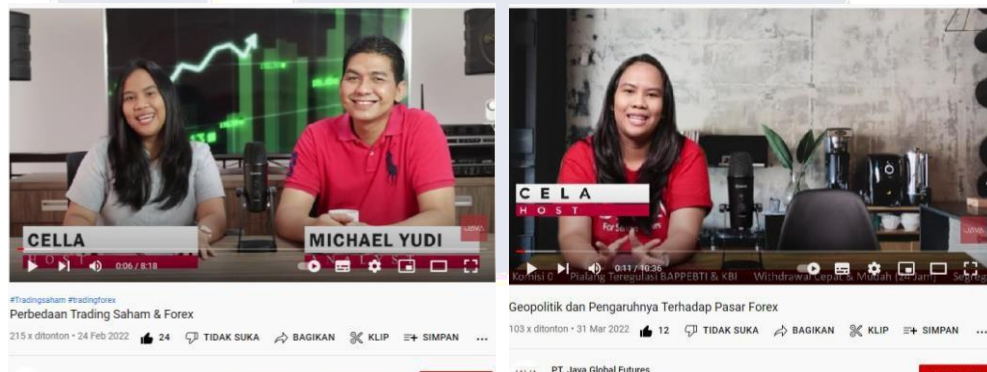 CELLA
HOST
MICHAEL YUDI
ANALYST
JAVA
0:06 / 8:18
#Tradingsaham #tradingforex
Perbedaan Trading Saham & Forex
215 x ditonton • 24 Feb 2022
24
TIDAK SUKA
BAGIKAN
KLIP
SIMPAN
CELA
HOST
JAVA
0:11 / 10:36
Komisi 0 Pialang Teregulasi BAPPEBTI & KBI Withdrawal Cepat & Mudah (24 Jam)
Geopolitik dan Pengaruhnya Terhadap Pasar Forex
103 x ditonton • 31 Mar 2022
12
TIDAK SUKA
BAGIKAN
KLIP
SIMPAN
PT. Java Global Futures